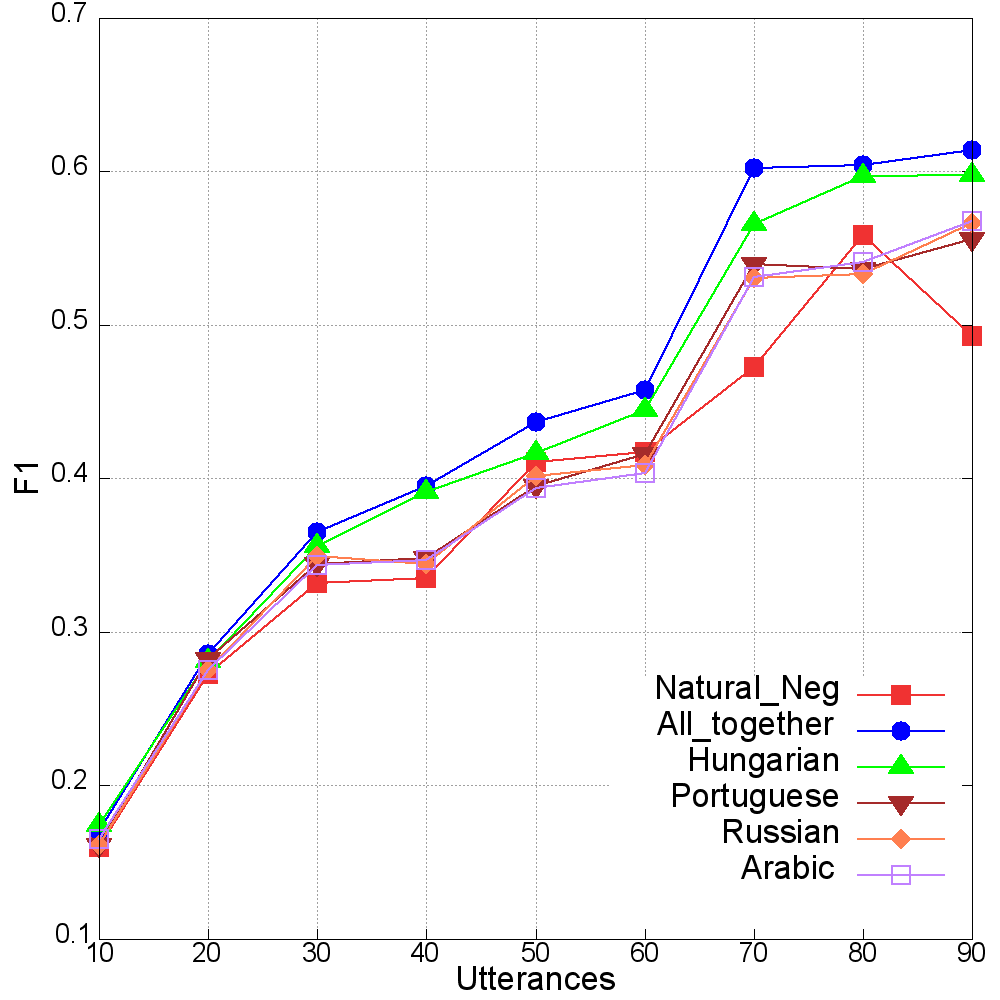 0.7
0.6
0.5
0.4
0.3
0.2
0.1
F1
Natural_Neg
All_together
Hungarian
Portuguese
Russian
Arabic
10 20 30 40 50 60 70 80 90
Utterances